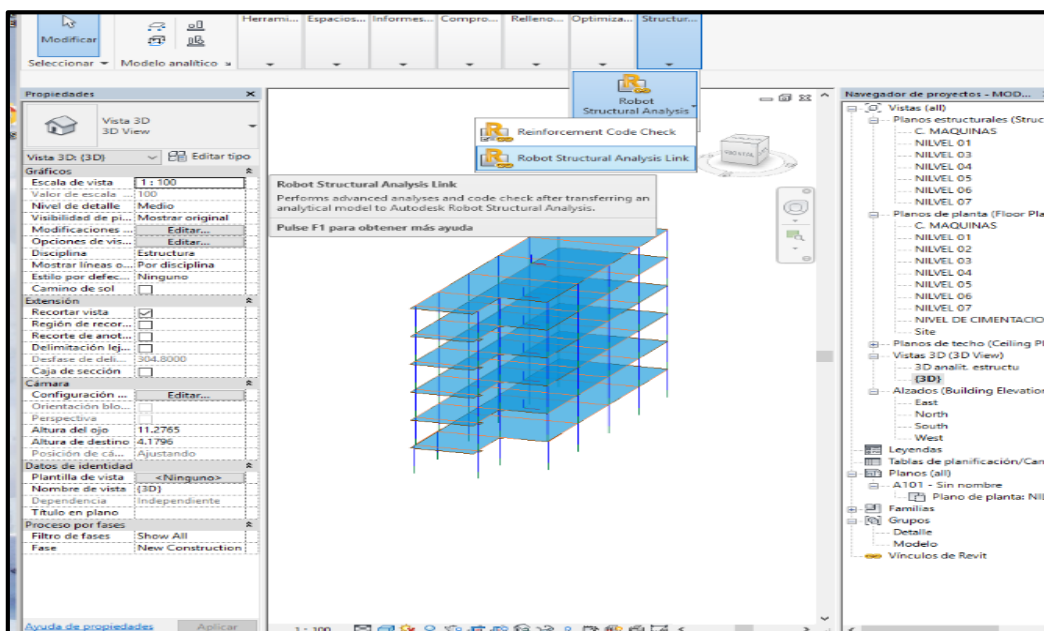 Herrami... Espacios... Informes... Compro... Relleno... Optimiza... Structur...
Modificar
Seleccionar Modelo analítico
Robot
Structural Analysis
Reinforcement Code Check
Robot Structural Analysis Link
Robot Structural Analysis Link
Performs advanced analyses and code check after transferring an
analytical model to Autodesk Robot Structural Analysis.
Pulse F1 para obtener más ayuda
FRONTAL
Propiedades
Vista 3D
3D View
Vista 3D: {3D} Editar tipo
Gráficos
Escala de vista 1 : 100
Valor de escala ... 100
Nivel de detalle Medio
Visibilidad de pi... Mostrar original
Modificaciones ... Editar...
Opciones de vis... Editar...
Disciplina Estructura
Mostrar líneas o... Por disciplina
Estilo por defec... Ninguno
Camino de sol
Extensión
Recortar vista
Región de recor...
Recorte de anot...
Delimitación lej...
Desfase de deli... 304.8000
Caja de sección
Cámara
Configuración ... Editar...
Orientación blo...
Perspectiva
Altura del ojo 11.2765
Altura de destino 4.1796
Posición de cá... Ajustando
Datos de identidad
Plantilla de vista <Ninguno>
Nombre de vista {3D}
Dependencia Independiente
Título en plano
Proceso por fases
Filtro de fases Show All
Fase New Construction
Ayuda de propiedades Aplicar
1 : 100
Navegador de proyectos - MOD...
Vistas (all)
Planos estructurales (Struc
C. MAQUINAS
NILVEL 01
NILVEL 03
NILVEL 04
NILVEL 05
NILVEL 06
NILVEL 07
Planos de planta (Floor Pla
C. MAQUINAS
NILVEL 01
NILVEL 02
NILVEL 03
NILVEL 04
NILVEL 05
NILVEL 06
NILVEL 07
NIVEL DE CIMENTACIO
Site
Planos de techo (Ceiling Pl
Vistas 3D (3D View)
3D analit. estructu
{3D}
Alzados (Building Elevation
East
North
South
West
Leyendas
Tablas de planificación/Can
Planos (all)
A101 - Sin nombre
Plano de planta: NIL
Familias
Grupos
Detalle
Modelo
Vínculos de Revit